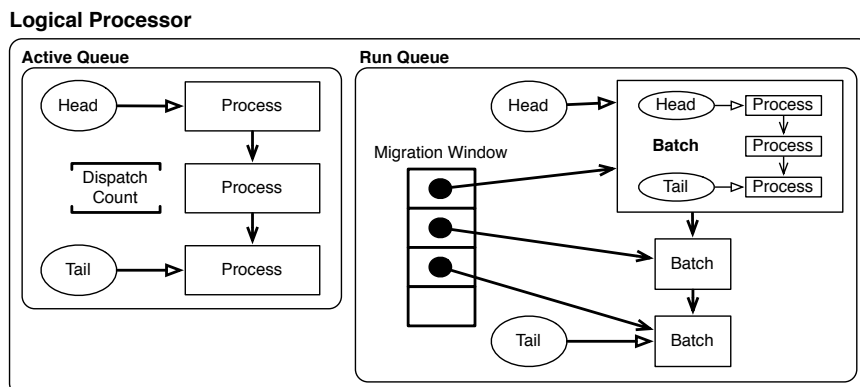 Logical Processor
Active Queue
Head
Process
Dispatch
Count
Process
Tail
Process
Run Queue
Head
Head
Process
Batch
Process
Tail
Process
Migration Window
Batch
Tail
Batch